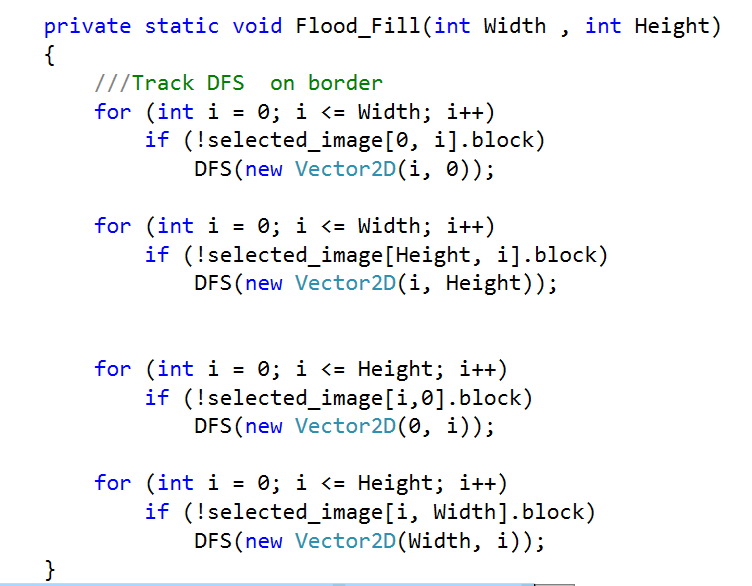 private static void Flood_Fill(int Width , int Height)
{
    ///Track DFS  on border
    for (int i = 0; i <= Width; i++)
        if (!selected_image[0, i].block)
            DFS(new Vector2D(i, 0));

    for (int i = 0; i <= Width; i++)
        if (!selected_image[Height, i].block)
            DFS(new Vector2D(i, Height));


    for (int i = 0; i <= Height; i++)
        if (!selected_image[i,0].block)
            DFS(new Vector2D(0, i));

    for (int i = 0; i <= Height; i++)
        if (!selected_image[i, Width].block)
            DFS(new Vector2D(Width, i));
}